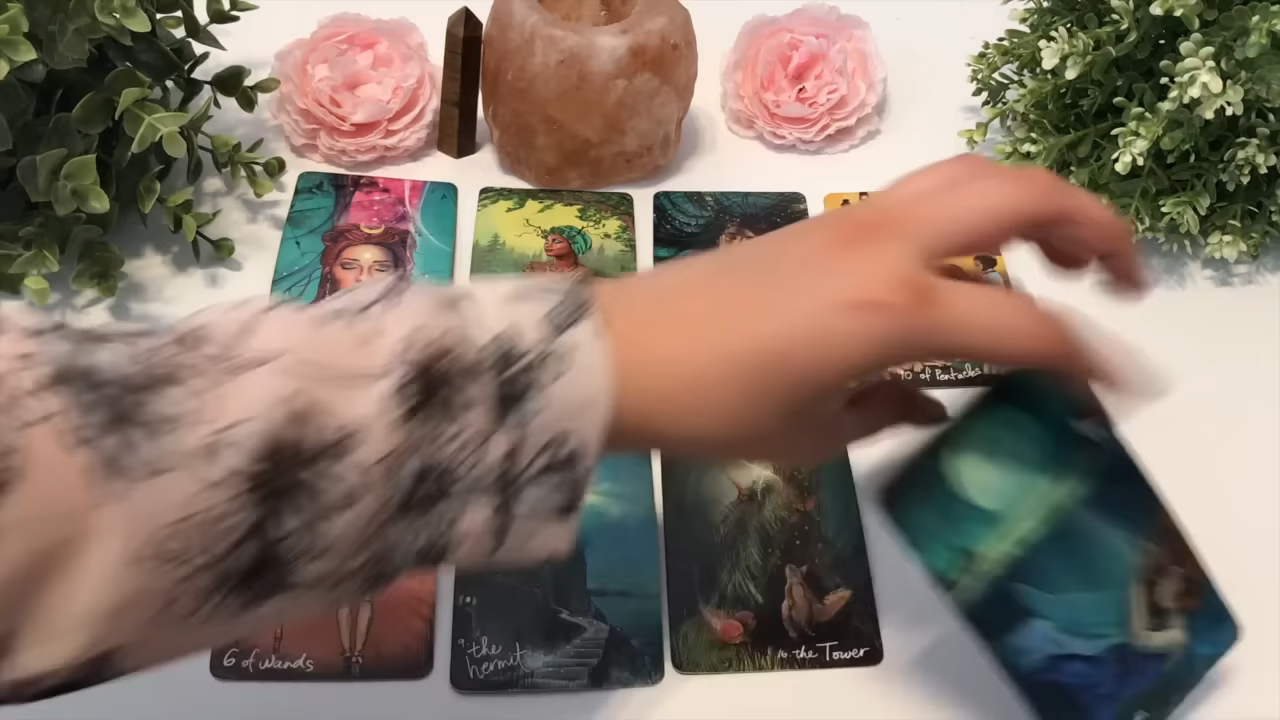 10 of Pentacles
6 of wands
9. the
hermit
16. the Tower